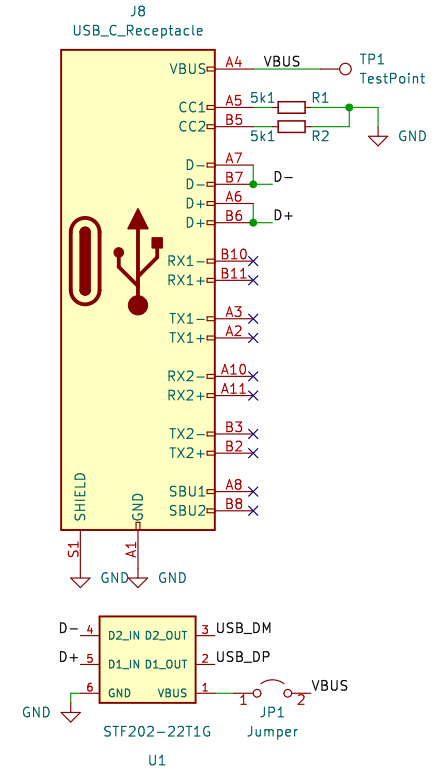 J8
USB_C_Receptacle
VBUS A4 VBUS TP1
TestPoint
CC1 A5 5k1 R1
CC2 B5 5k1 R2 GND
D- A7
D- B7 D-
D+ A6
D+ B6 D+
RX1- B10
RX1+ B11
TX1- A3
TX1+ A2
RX2- A10
RX2+ A11
TX2- B3
TX2+ B2
SBU1 A8
SBU2 B8
SHIELD GND
S1 A1
GND GND
D- 4 D2_IN D2_OUT 3 USB_DM
D+ 5 D1_IN D1_OUT 2 USB_DP
6 GND VBUS 1 1 2 VBUS
GND JP1
STF202-22T1G Jumper
U1